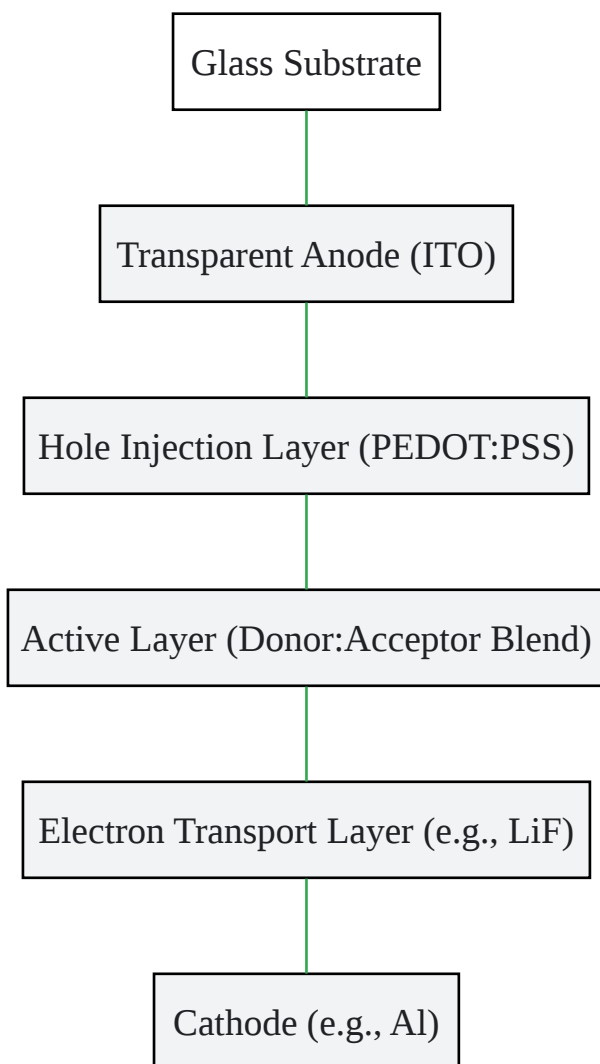 Glass Substrate
Transparent Anode (ITO)
Hole Injection Layer (PEDOT:PSS)
Active Layer (Donor:Acceptor Blend)
Electron Transport Layer (e.g., LiF)
Cathode (e.g., Al)